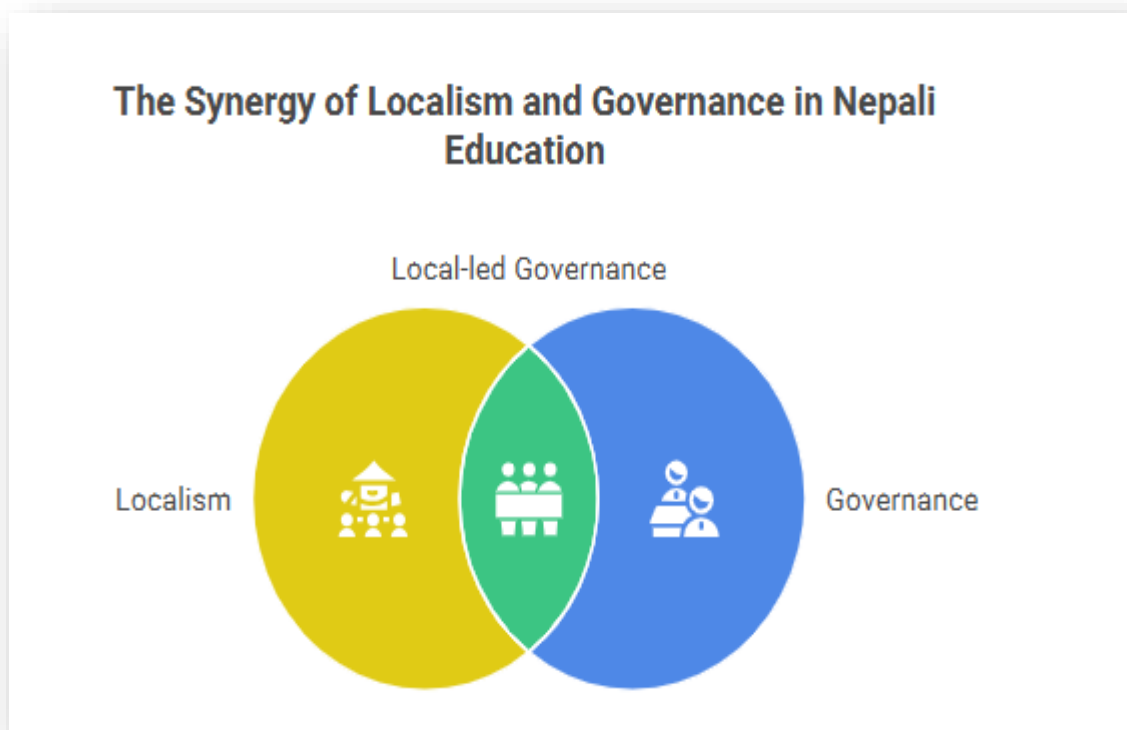 The Synergy of Localism and Governance in Nepali
Education
Local-led Governance
Localism
Governance